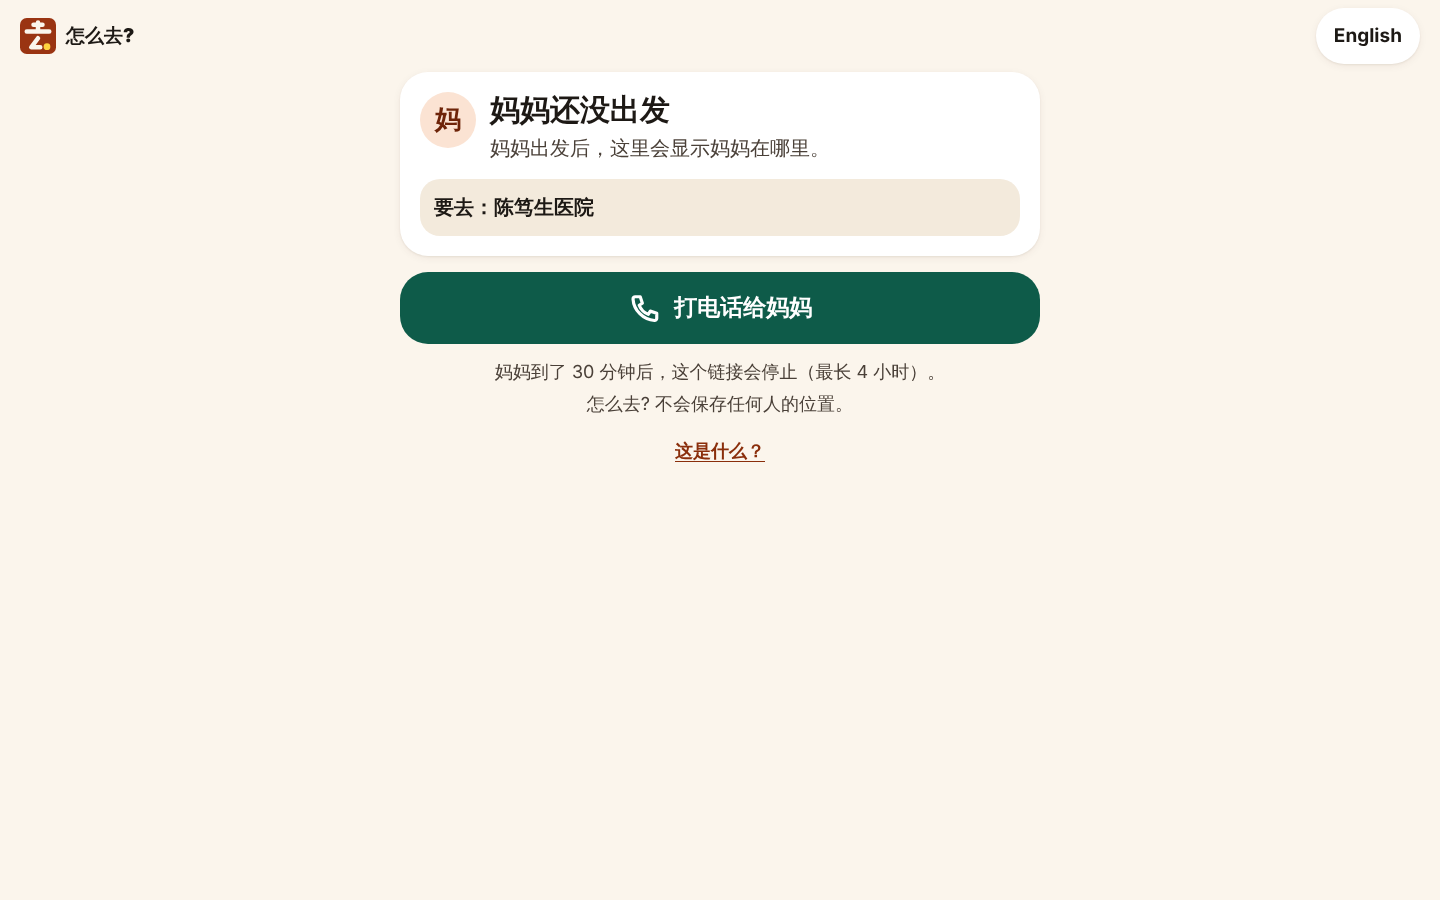 去
怎么去?
English
妈
妈妈还没出发
妈妈出发后，这里会显示妈妈在哪里。
要去：陈笃生医院
打电话给妈妈
妈妈到了 30 分钟后，这个链接会停止（最长 4 小时）。
怎么去? 不会保存任何人的位置。
这是什么？